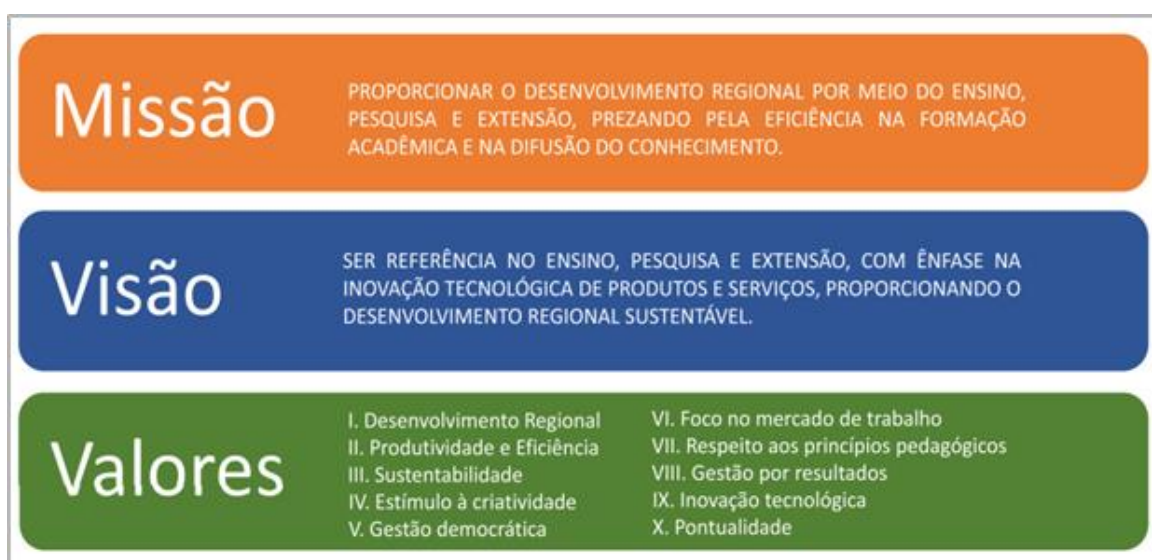 Missão
PROPORCIONAR O DESENVOLVIMENTO REGIONAL POR MEIO DO ENSINO,
PESQUISA E EXTENSÃO, PREZANDO PELA EFICIÊNCIA NA FORMAÇÃO
ACADÊMICA E NA DIFUSÃO DO CONHECIMENTO.
Visão
SER REFERÊNCIA NO ENSINO, PESQUISA E EXTENSÃO, COM ÊNFASE NA
INOVAÇÃO TECNOLÓGICA DE PRODUTOS E SERVIÇOS, PROPORCIONANDO O
DESENVOLVIMENTO REGIONAL SUSTENTÁVEL.
Valores
I. Desenvolvimento Regional
II. Produtividade e Eficiência
III. Sustentabilidade
IV. Estímulo à criatividade
V. Gestão democrática
VI. Foco no mercado de trabalho
VII. Respeito aos princípios pedagógicos
VIII. Gestão por resultados
IX. Inovação tecnológica
X. Pontualidade